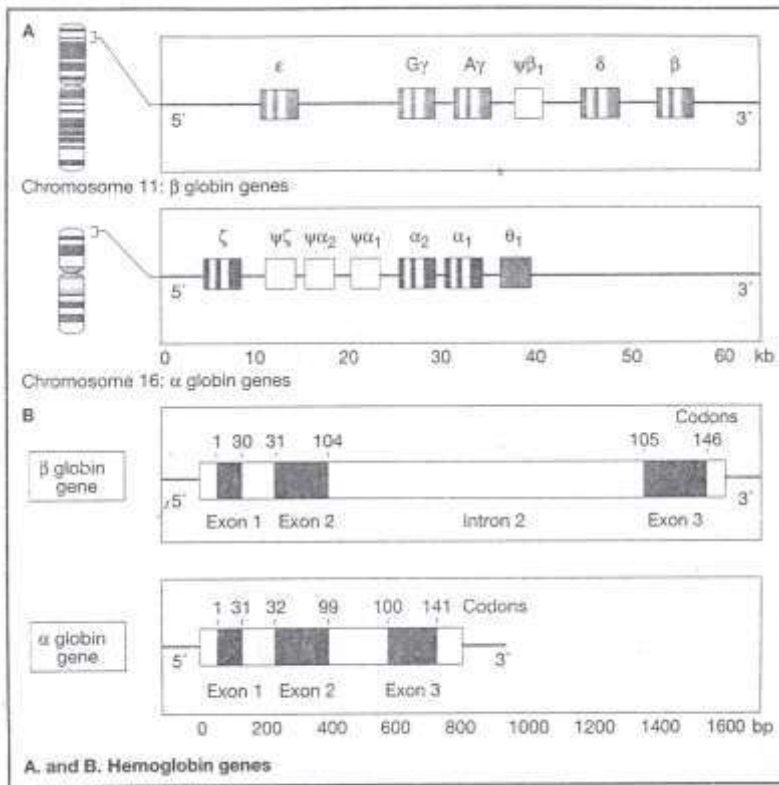 A
ε Gγ Aγ ψβ1 δ β
5´ 3´
Chromosome 11: β globin genes
ζ ψζ ψα2 ψα1 α2 α1 θ1
5´ 3´
0 10 20 30 40 50 60 kb
Chromosome 16: α globin genes
B
Codons
1 30 31 104 105 146
β globin
gene
5´ 3´
Exon 1 Exon 2 Intron 2 Exon 3
1 31 32 99 100 141 Codons
α globin
gene
5´ 3´
Exon 1 Exon 2 Exon 3
0 200 400 600 800 1000 1200 1400 1600 bp
A. and B. Hemoglobin genes